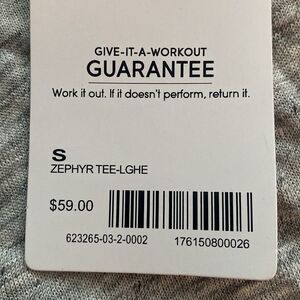 GIVE-IT-A-WORKOUT
GUARANTEE
Work it out. If it doesn't perform, return it.
S
ZEPHYR TEE-LGHE
$59.00
623265-03-2-0002 176150800026